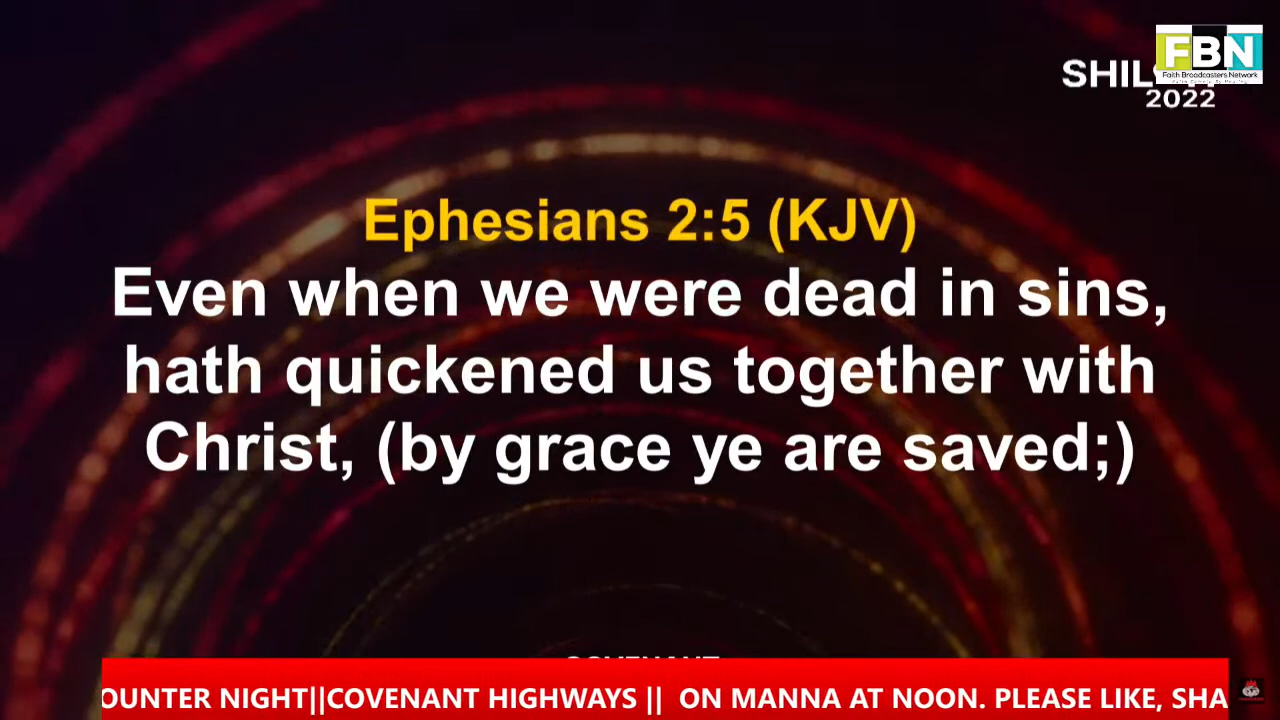 FBN
Faith Broadcasters Network
SHIL
2022
Ephesians 2:5 (KJV)
Even when we were dead in sins,
hath quickened us together with
Christ, (by grace ye are saved;)
OUNTER NIGHT||COVENANT HIGHWAYS || ON MANNA AT NOON. PLEASE LIKE, SHA